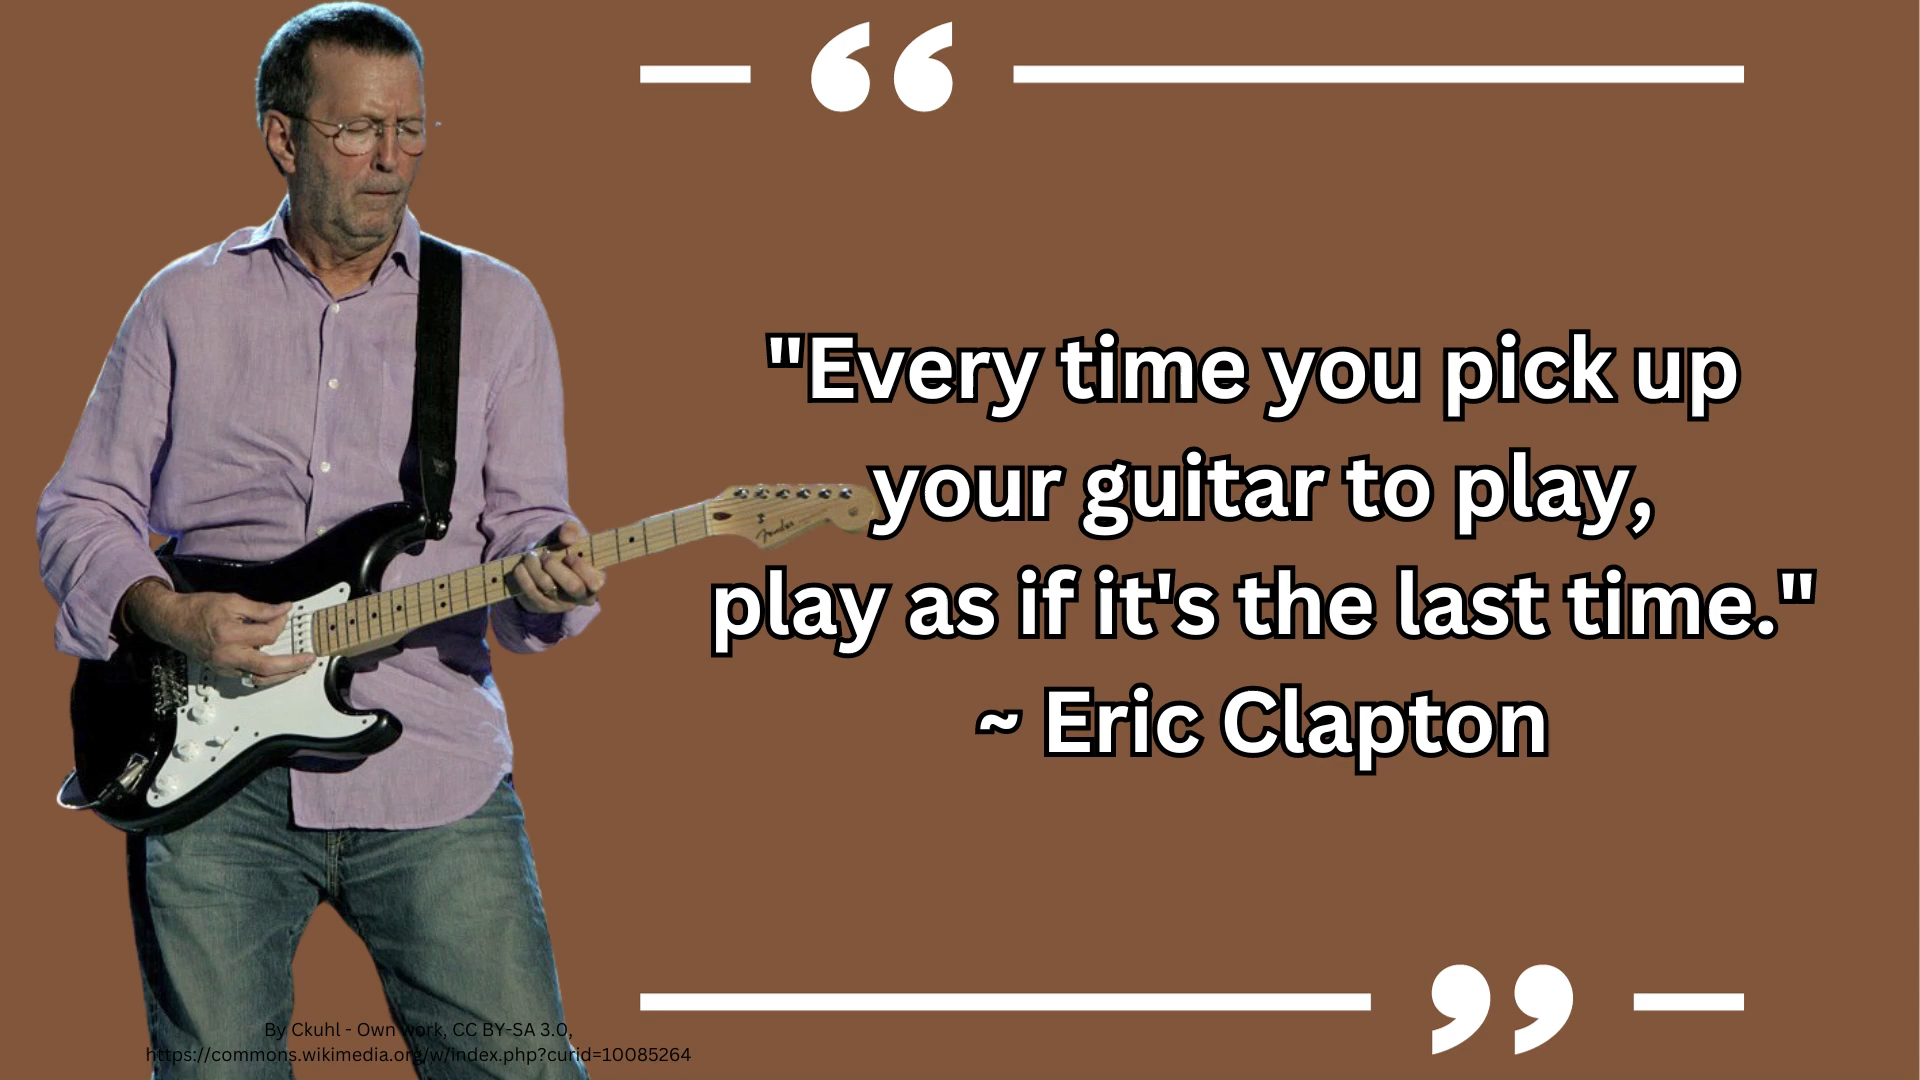 "Every time you pick up
your guitar to play,
play as if it's the last time."
~ Eric Clapton
Fender
By Ckuhl - Own work, CC BY-SA 3.0,
https://commons.wikimedia.org/w/index.php?curid=10085264